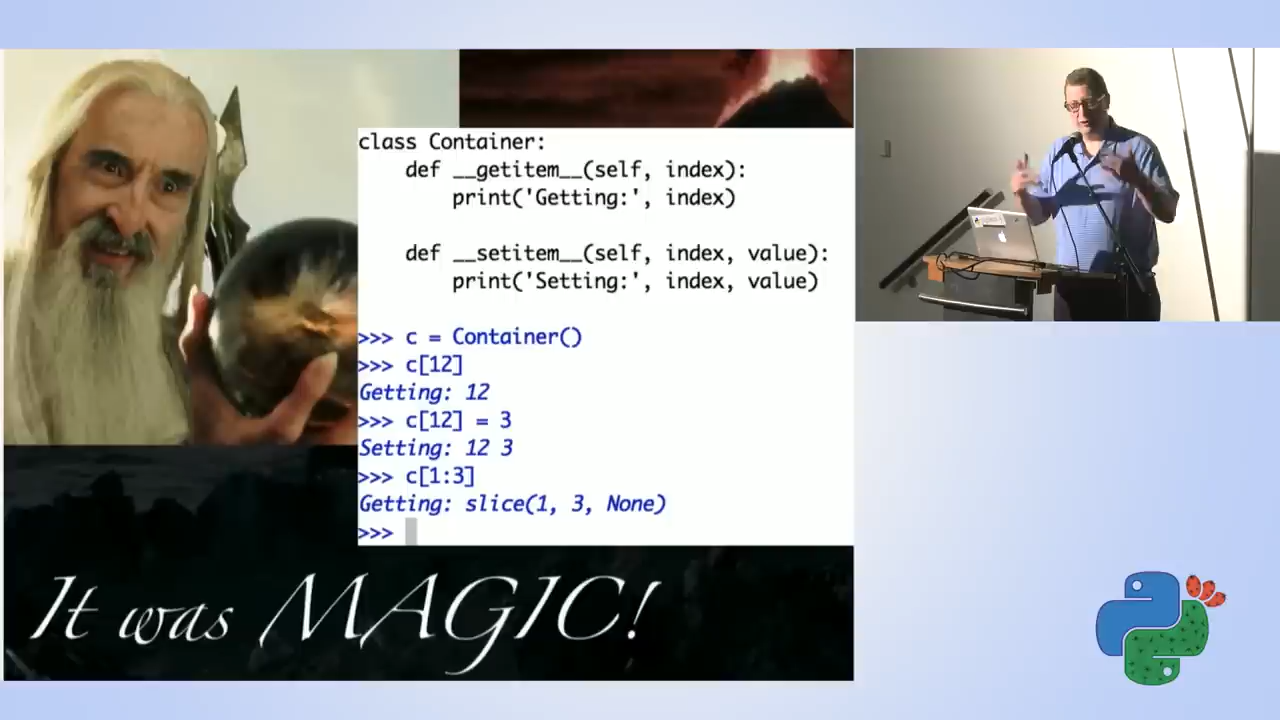 class Container:
    def __getitem__(self, index):
        print('Getting:', index)
    def __setitem__(self, index, value):
        print('Setting:', index, value)
>>> c = Container()
>>> c[12]
Getting: 12
>>> c[12] = 3
Setting: 12 3
>>> c[1:3]
Getting: slice(1, 3, None)
>>>
It was MAGIC!